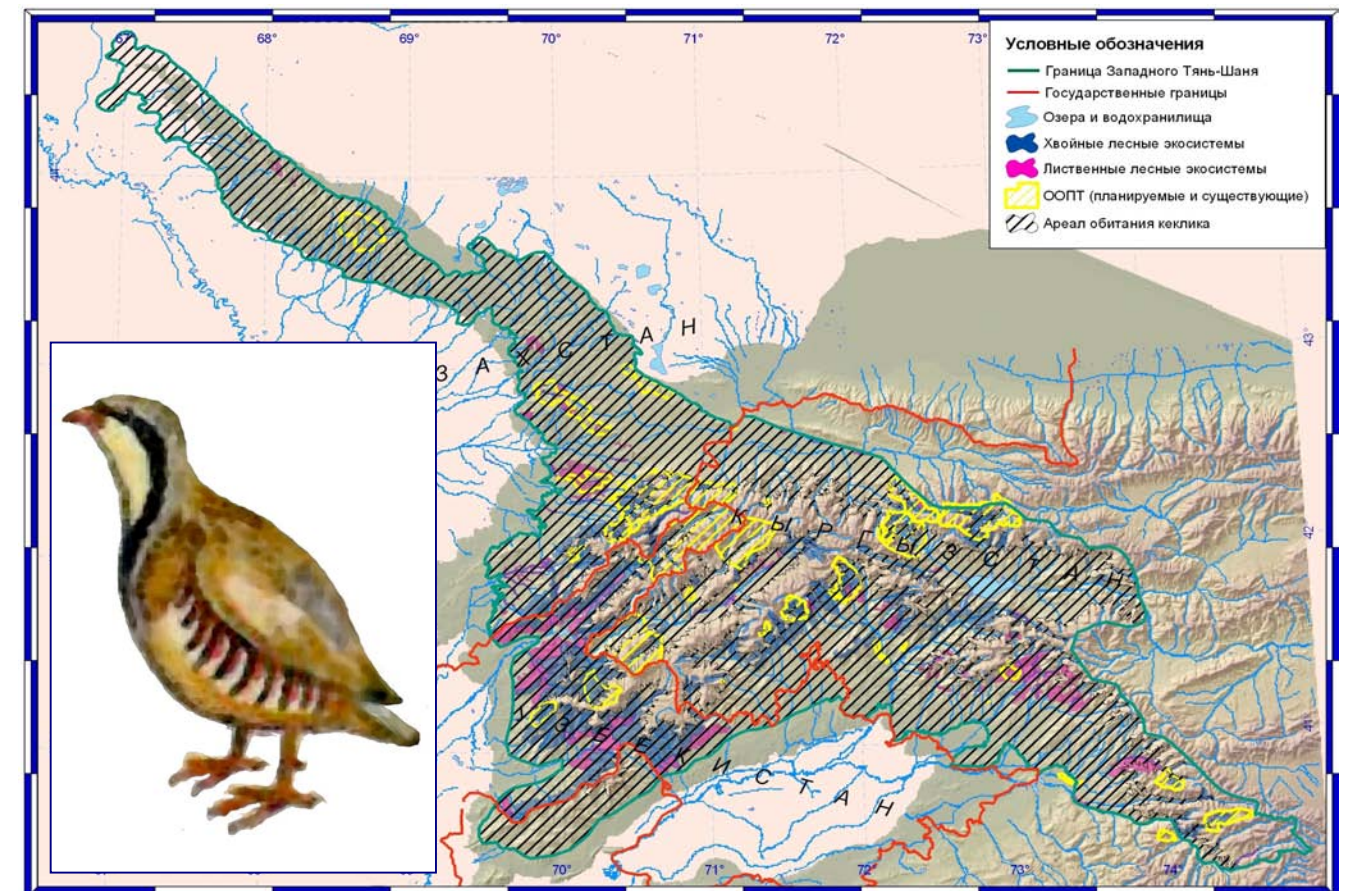 67° 68° 69° 70° 71° 72° 73°
Условные обозначения
Граница Западного Тянь-Шаня
Государственные границы
Озера и водохранилища
Хвойные лесные экосистемы
Лиственные лесные экосистемы
ООПТ (планируемые и существующие)
Ареал обитания кеклика
43°
З А Х С Т А Н
42°
К Ы Р Г Ы З С Т А Н
41°
У З Б Е К И С Т А Н
70° 71° 72° 73° 74°